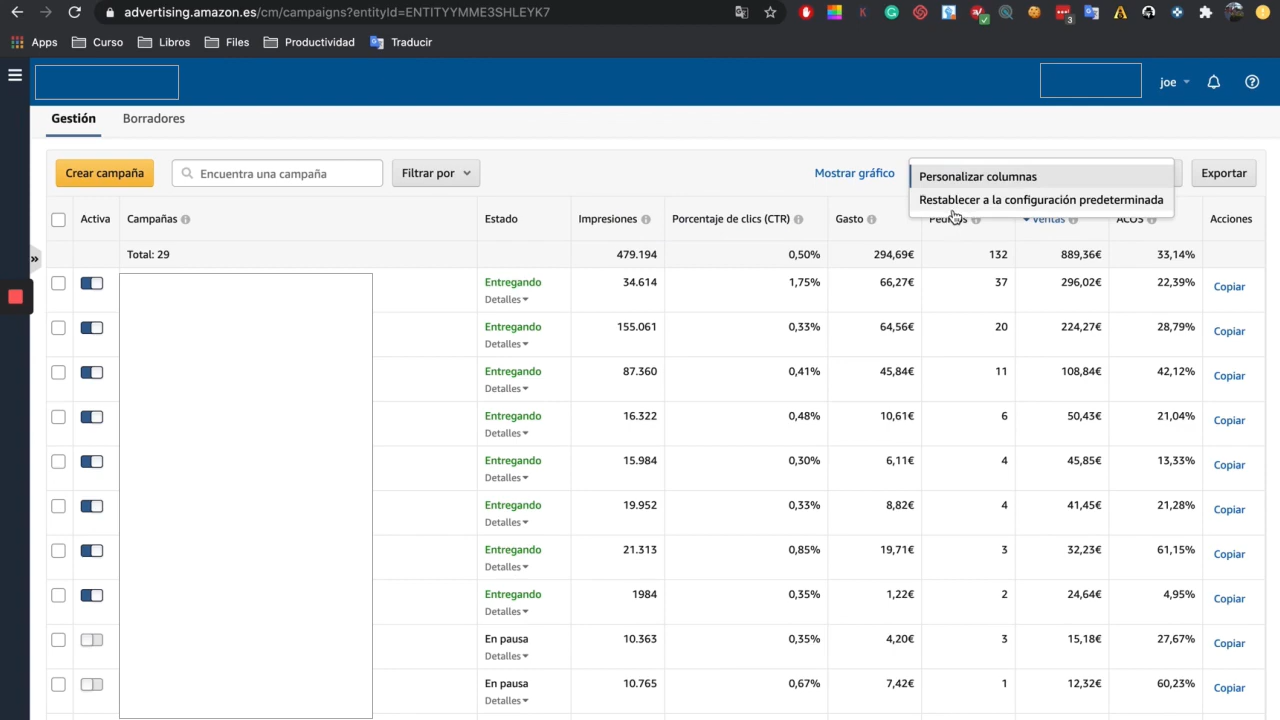 advertising.amazon.es/cm/campaigns?entityId=ENTITYYMME3SHLEYK7
Apps Curso Libros Files Productividad Traducir
joe
Gestión Borradores
Crear campaña Encuentra una campaña Filtrar por Mostrar gráfico Personalizar columnas Exportar
Restablecer a la configuración predeterminada
Activa Campañas Estado Impresiones Porcentaje de clics (CTR) Gasto Pedidos Ventas ACOS Acciones
Total: 29 479.194 0,50% 294,69€ 132 889,36€ 33,14%
Entregando 34.614 1,75% 66,27€ 37 296,02€ 22,39% Copiar
Detalles
Entregando 155.061 0,33% 64,56€ 20 224,27€ 28,79% Copiar
Detalles
Entregando 87.360 0,41% 45,84€ 11 108,84€ 42,12% Copiar
Detalles
Entregando 16.322 0,48% 10,61€ 6 50,43€ 21,04% Copiar
Detalles
Entregando 15.984 0,30% 6,11€ 4 45,85€ 13,33% Copiar
Detalles
Entregando 19.952 0,33% 8,82€ 4 41,45€ 21,28% Copiar
Detalles
Entregando 21.313 0,85% 19,71€ 3 32,23€ 61,15% Copiar
Detalles
Entregando 1984 0,35% 1,22€ 2 24,64€ 4,95% Copiar
Detalles
En pausa 10.363 0,35% 4,20€ 3 15,18€ 27,67% Copiar
Detalles
En pausa 10.765 0,67% 7,42€ 1 12,32€ 60,23% Copiar
Detalles